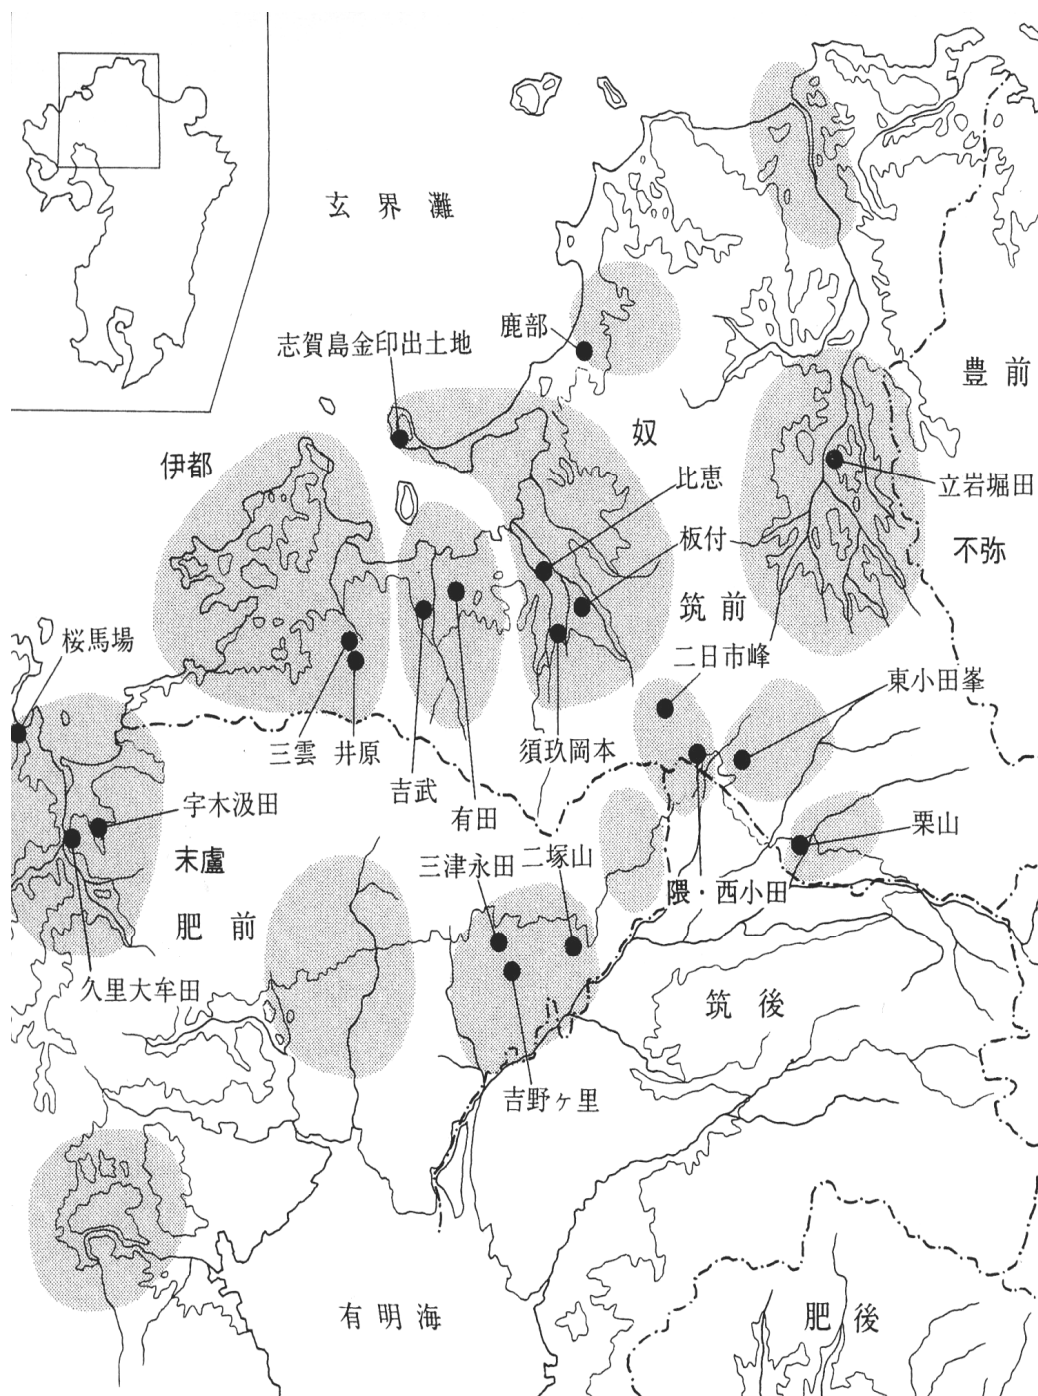 玄界灘
鹿部
志賀島金印出土地
豊前
奴
伊都
比恵
立岩堀田
板付
不弥
筑前
桜馬場
二日市峰
東小田峯
三雲
井原
須玖岡本
吉武
宇木汲田
有田
栗山
末盧
三津永田
二塚山
隈・西小田
肥前
久里大牟田
筑後
吉野ヶ里
有明海
肥後